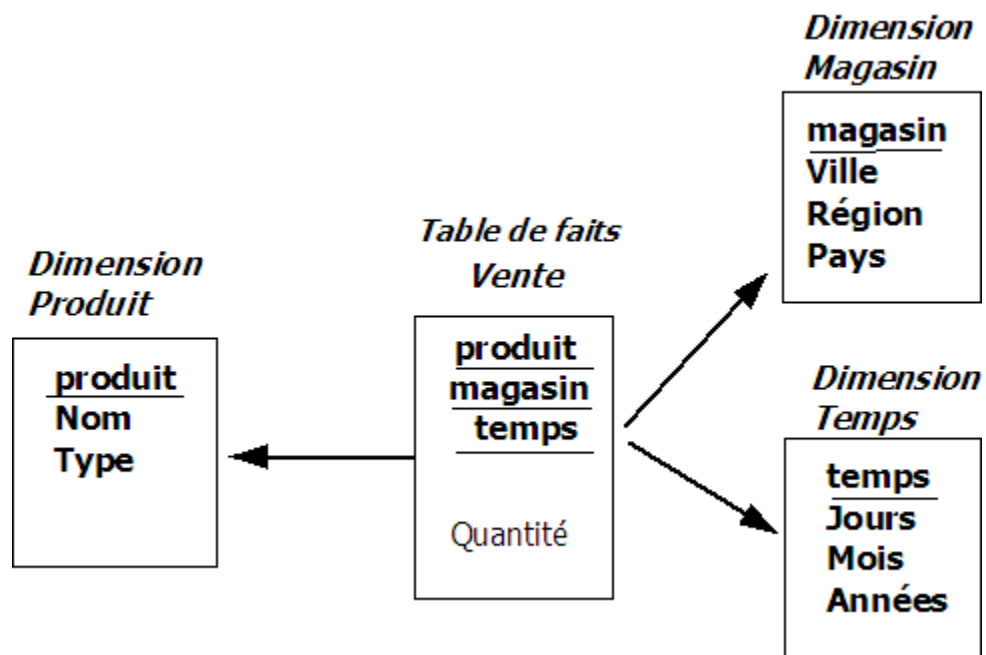 Dimension
Magasin
magasin
Ville
Région
Pays
Table de faits
Vente
produit
magasin
temps
Quantité
Dimension
Produit
produit
Nom
Type
Dimension
Temps
temps
Jours
Mois
Années